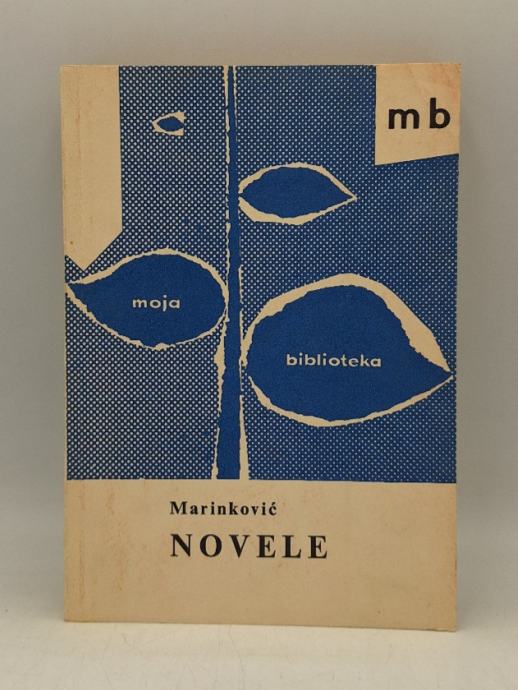 mb
moja
biblioteka
Marinković
NOVELE